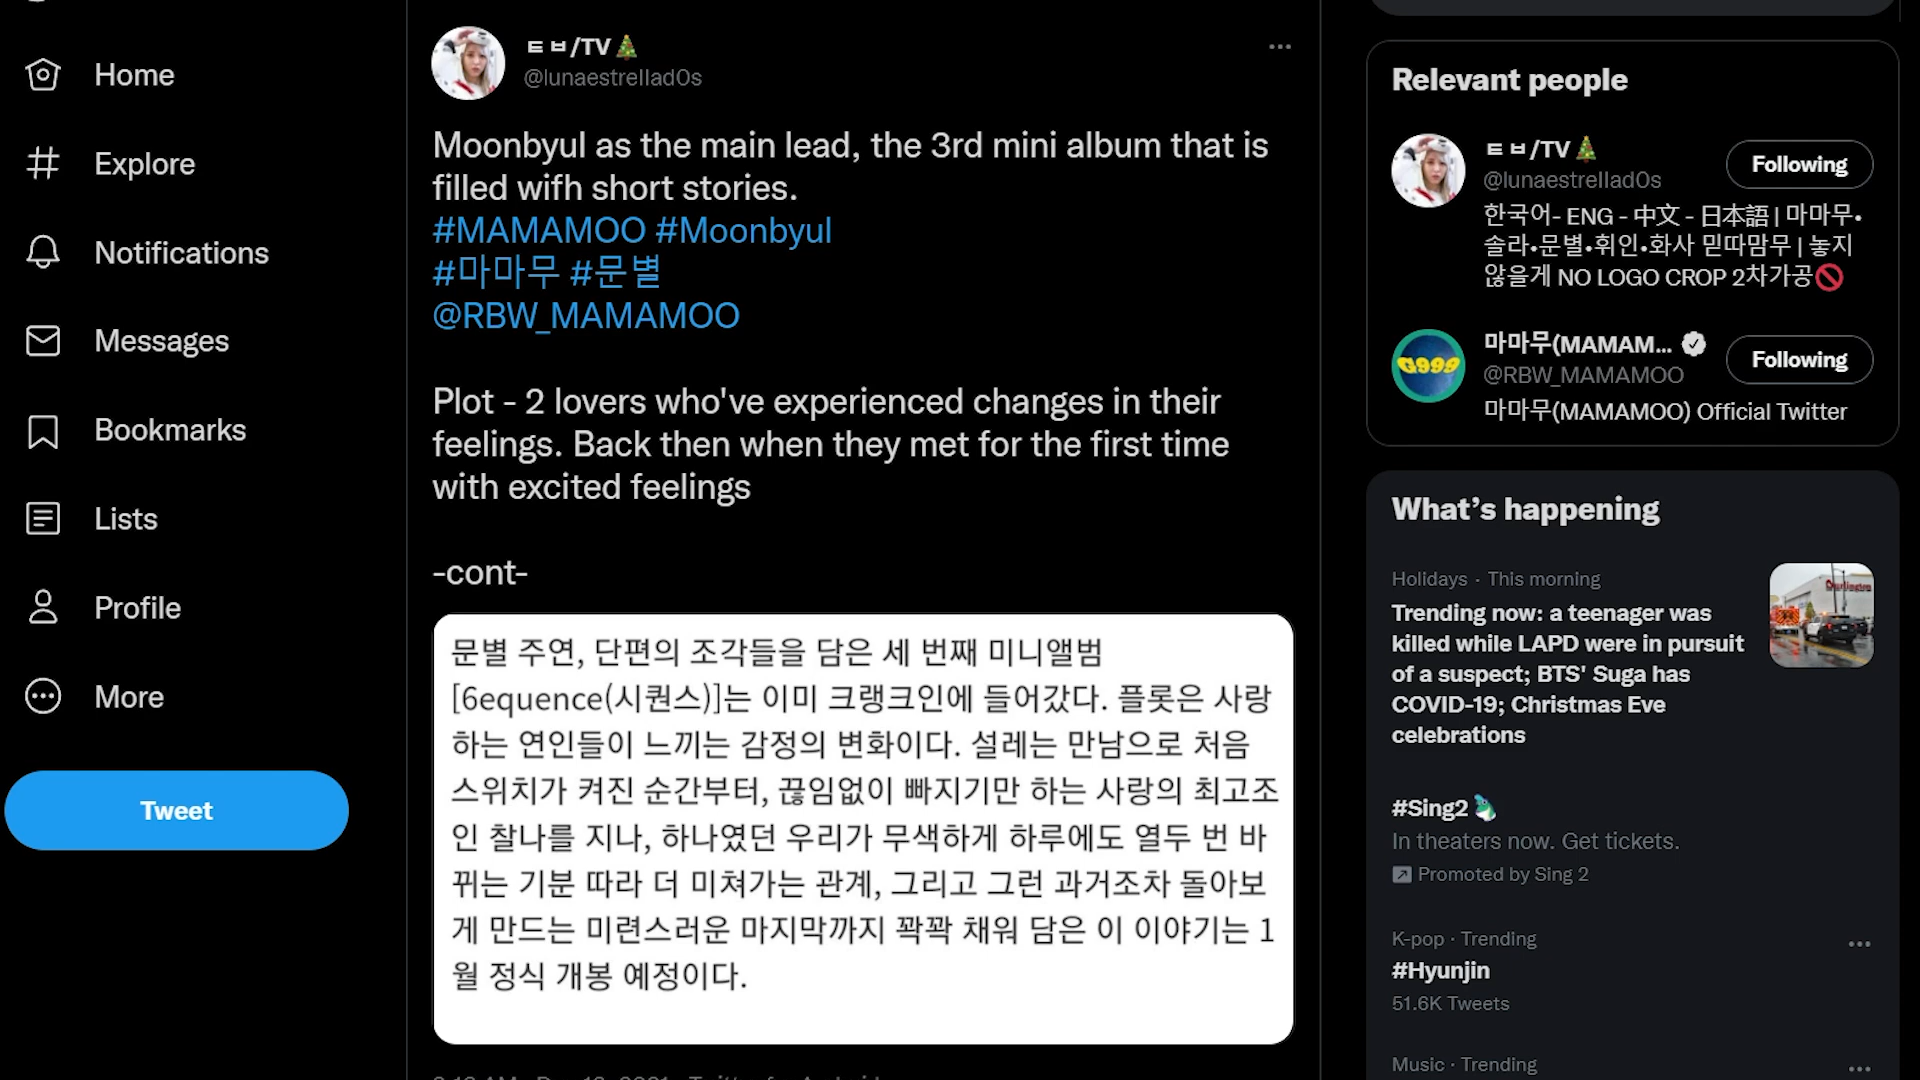 Home
Explore
Notifications
Messages
Bookmarks
Lists
Profile
More
Tweet
ㅌㅂ/TV🎄
@lunaestrellad0s
Moonbyul as the main lead, the 3rd mini album that is
filled wifh short stories.
#MAMAMOO #Moonbyul
#마마무 #문별
@RBW_MAMAMOO
Plot - 2 lovers who've experienced changes in their
feelings. Back then when they met for the first time
with excited feelings
-cont-
문별 주연, 단편의 조각들을 담은 세 번째 미니앨범
[6equence(시퀀스)]는 이미 크랭크인에 들어갔다. 플롯은 사랑
하는 연인들이 느끼는 감정의 변화이다. 설레는 만남으로 처음
스위치가 켜진 순간부터, 끊임없이 빠지기만 하는 사랑의 최고조
인 찰나를 지나, 하나였던 우리가 무색하게 하루에도 열두 번 바
뀌는 기분 따라 더 미쳐가는 관계, 그리고 그런 과거조차 돌아보
게 만드는 미련스러운 마지막까지 꽉꽉 채워 담은 이 이야기는 1
월 정식 개봉 예정이다.
Relevant people
ㅌㅂ/TV🎄
@lunaestrellad0s
Following
한국어- ENG - 中文 - 日本語 | 마마무•
솔라•문별•휘인•화사 믿따맘무 | 놓지
않을게 NO LOGO CROP 2차가공🚫
마마무(MAMAM...
@RBW_MAMAMOO
Following
마마무(MAMAMOO) Official Twitter
G999
What's happening
Holidays · This morning
Trending now: a teenager was
killed while LAPD were in pursuit
of a suspect; BTS' Suga has
COVID-19; Christmas Eve
celebrations
#Sing2
In theaters now. Get tickets.
Promoted by Sing 2
K-pop · Trending
#Hyunjin
51.6K Tweets
Music · Trending